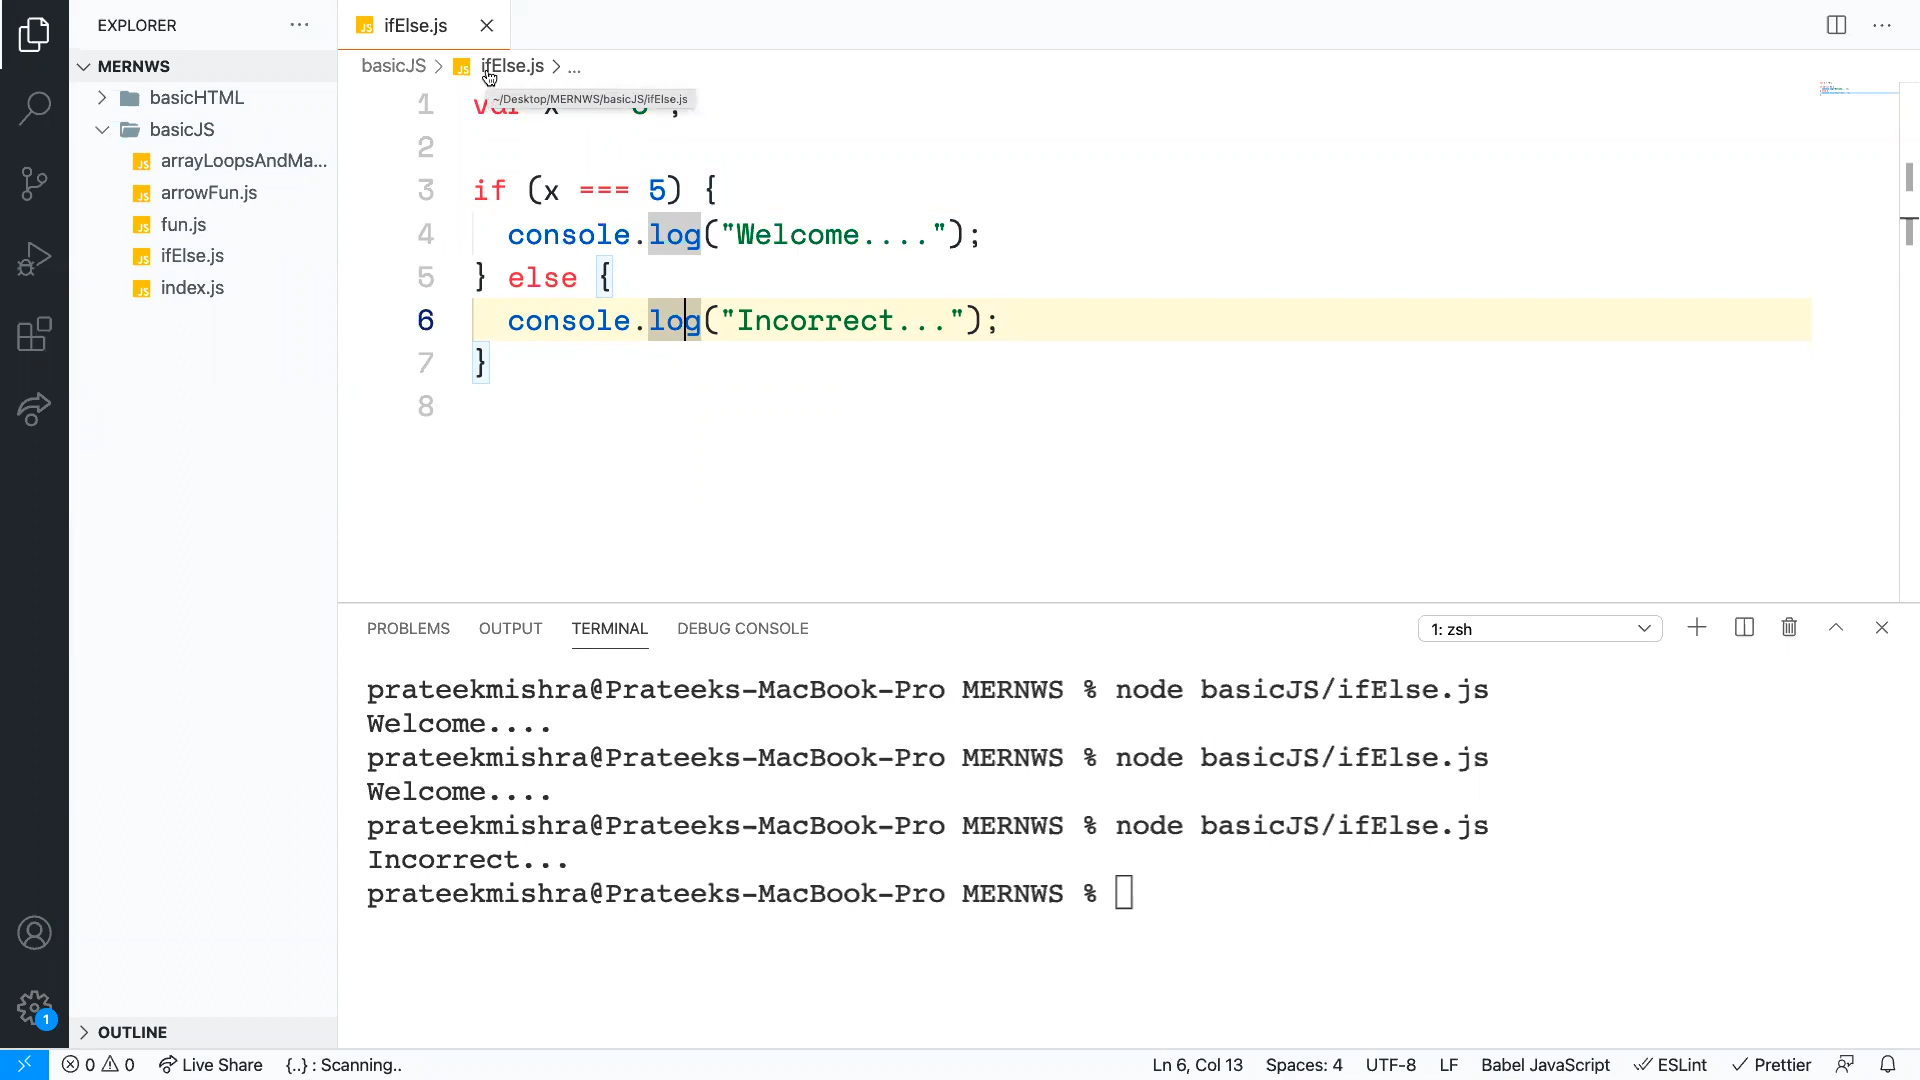 EXPLORER
MERNWS
basicHTML
basicJS
arrayLoopsAndMa...
arrowFun.js
fun.js
ifElse.js
index.js
OUTLINE
ifElse.js
basicJS > ifElse.js > ...
~/Desktop/MERNWS/basicJS/ifElse.js
1 var x
2
3 if (x === 5) {
4 console.log("Welcome....");
5 } else {
6 console.log("Incorrect...");
7 }
8
PROBLEMS OUTPUT TERMINAL DEBUG CONSOLE
1: zsh
prateekmishra@Prateeks-MacBook-Pro MERNWS % node basicJS/ifElse.js
Welcome....
prateekmishra@Prateeks-MacBook-Pro MERNWS % node basicJS/ifElse.js
Welcome....
prateekmishra@Prateeks-MacBook-Pro MERNWS % node basicJS/ifElse.js
Incorrect...
prateekmishra@Prateeks-MacBook-Pro MERNWS %
1
0 0 Live Share {..} : Scanning.. Ln 6, Col 13 Spaces: 4 UTF-8 LF Babel JavaScript ESLint Prettier